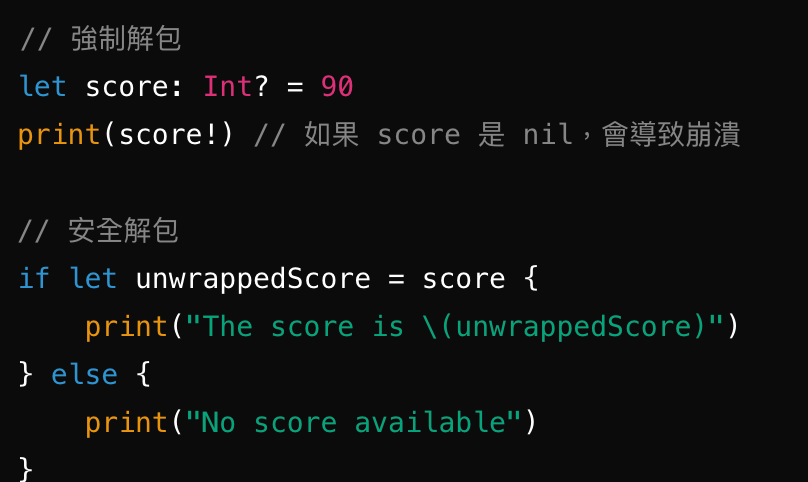 // 強制解包
let score: Int? = 90
print(score!) // 如果 score 是 nil，會導致崩潰
// 安全解包
if let unwrappedScore = score {
    print("The score is \(unwrappedScore)")
} else {
    print("No score available")
}